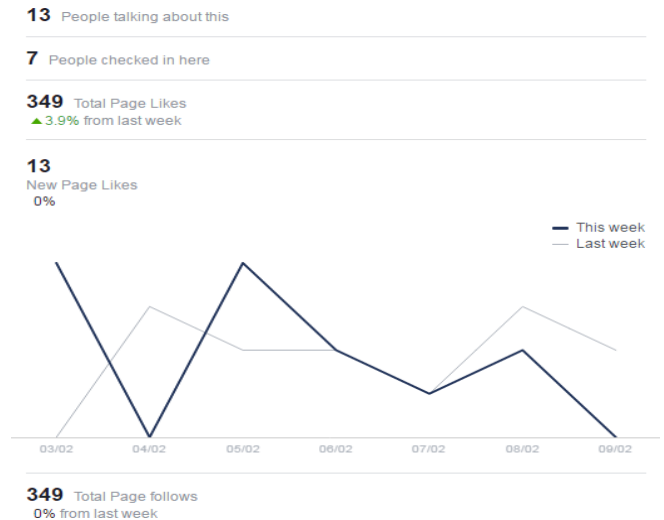 13 People talking about this
7 People checked in here
349 Total Page Likes
3.9% from last week
13
New Page Likes
0%
This week
Last week
03/02 04/02 05/02 06/02 07/02 08/02 09/02
349 Total Page follows
0% from last week